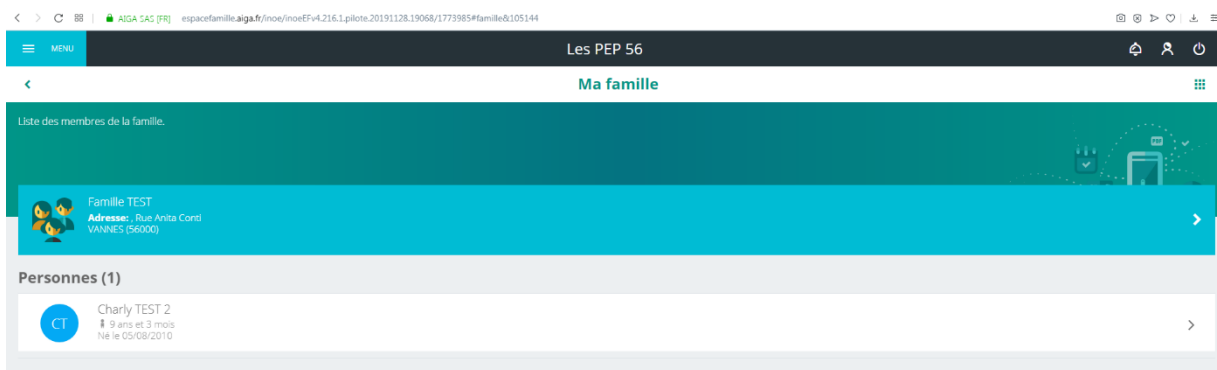 AIGA SAS [FR] espacefamille.aiga.fr/inoe/inoeEFv4.216.1.pilote.20191128.19068/1773985#famille&105144
MENU
Les PEP 56
Ma famille
Liste des membres de la famille.
Famille TEST
Adresse: , Rue Anita Conti
VANNES (56000)
Personnes (1)
CT
Charly TEST 2
9 ans et 3 mois
Né le 05/08/2010